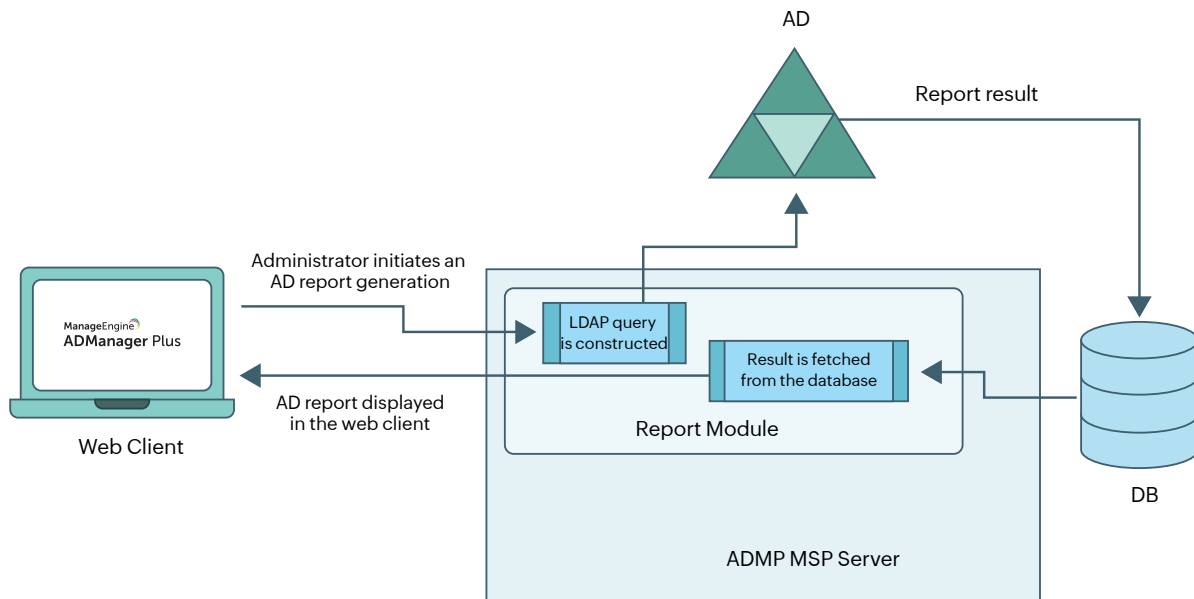 AD
Report result
Administrator initiates an
AD report generation
ManageEngine
ADManager Plus
LDAP query
is constructed
Result is fetched
from the database
AD report displayed
in the web client
Report Module
Web Client
DB
ADMP MSP Server